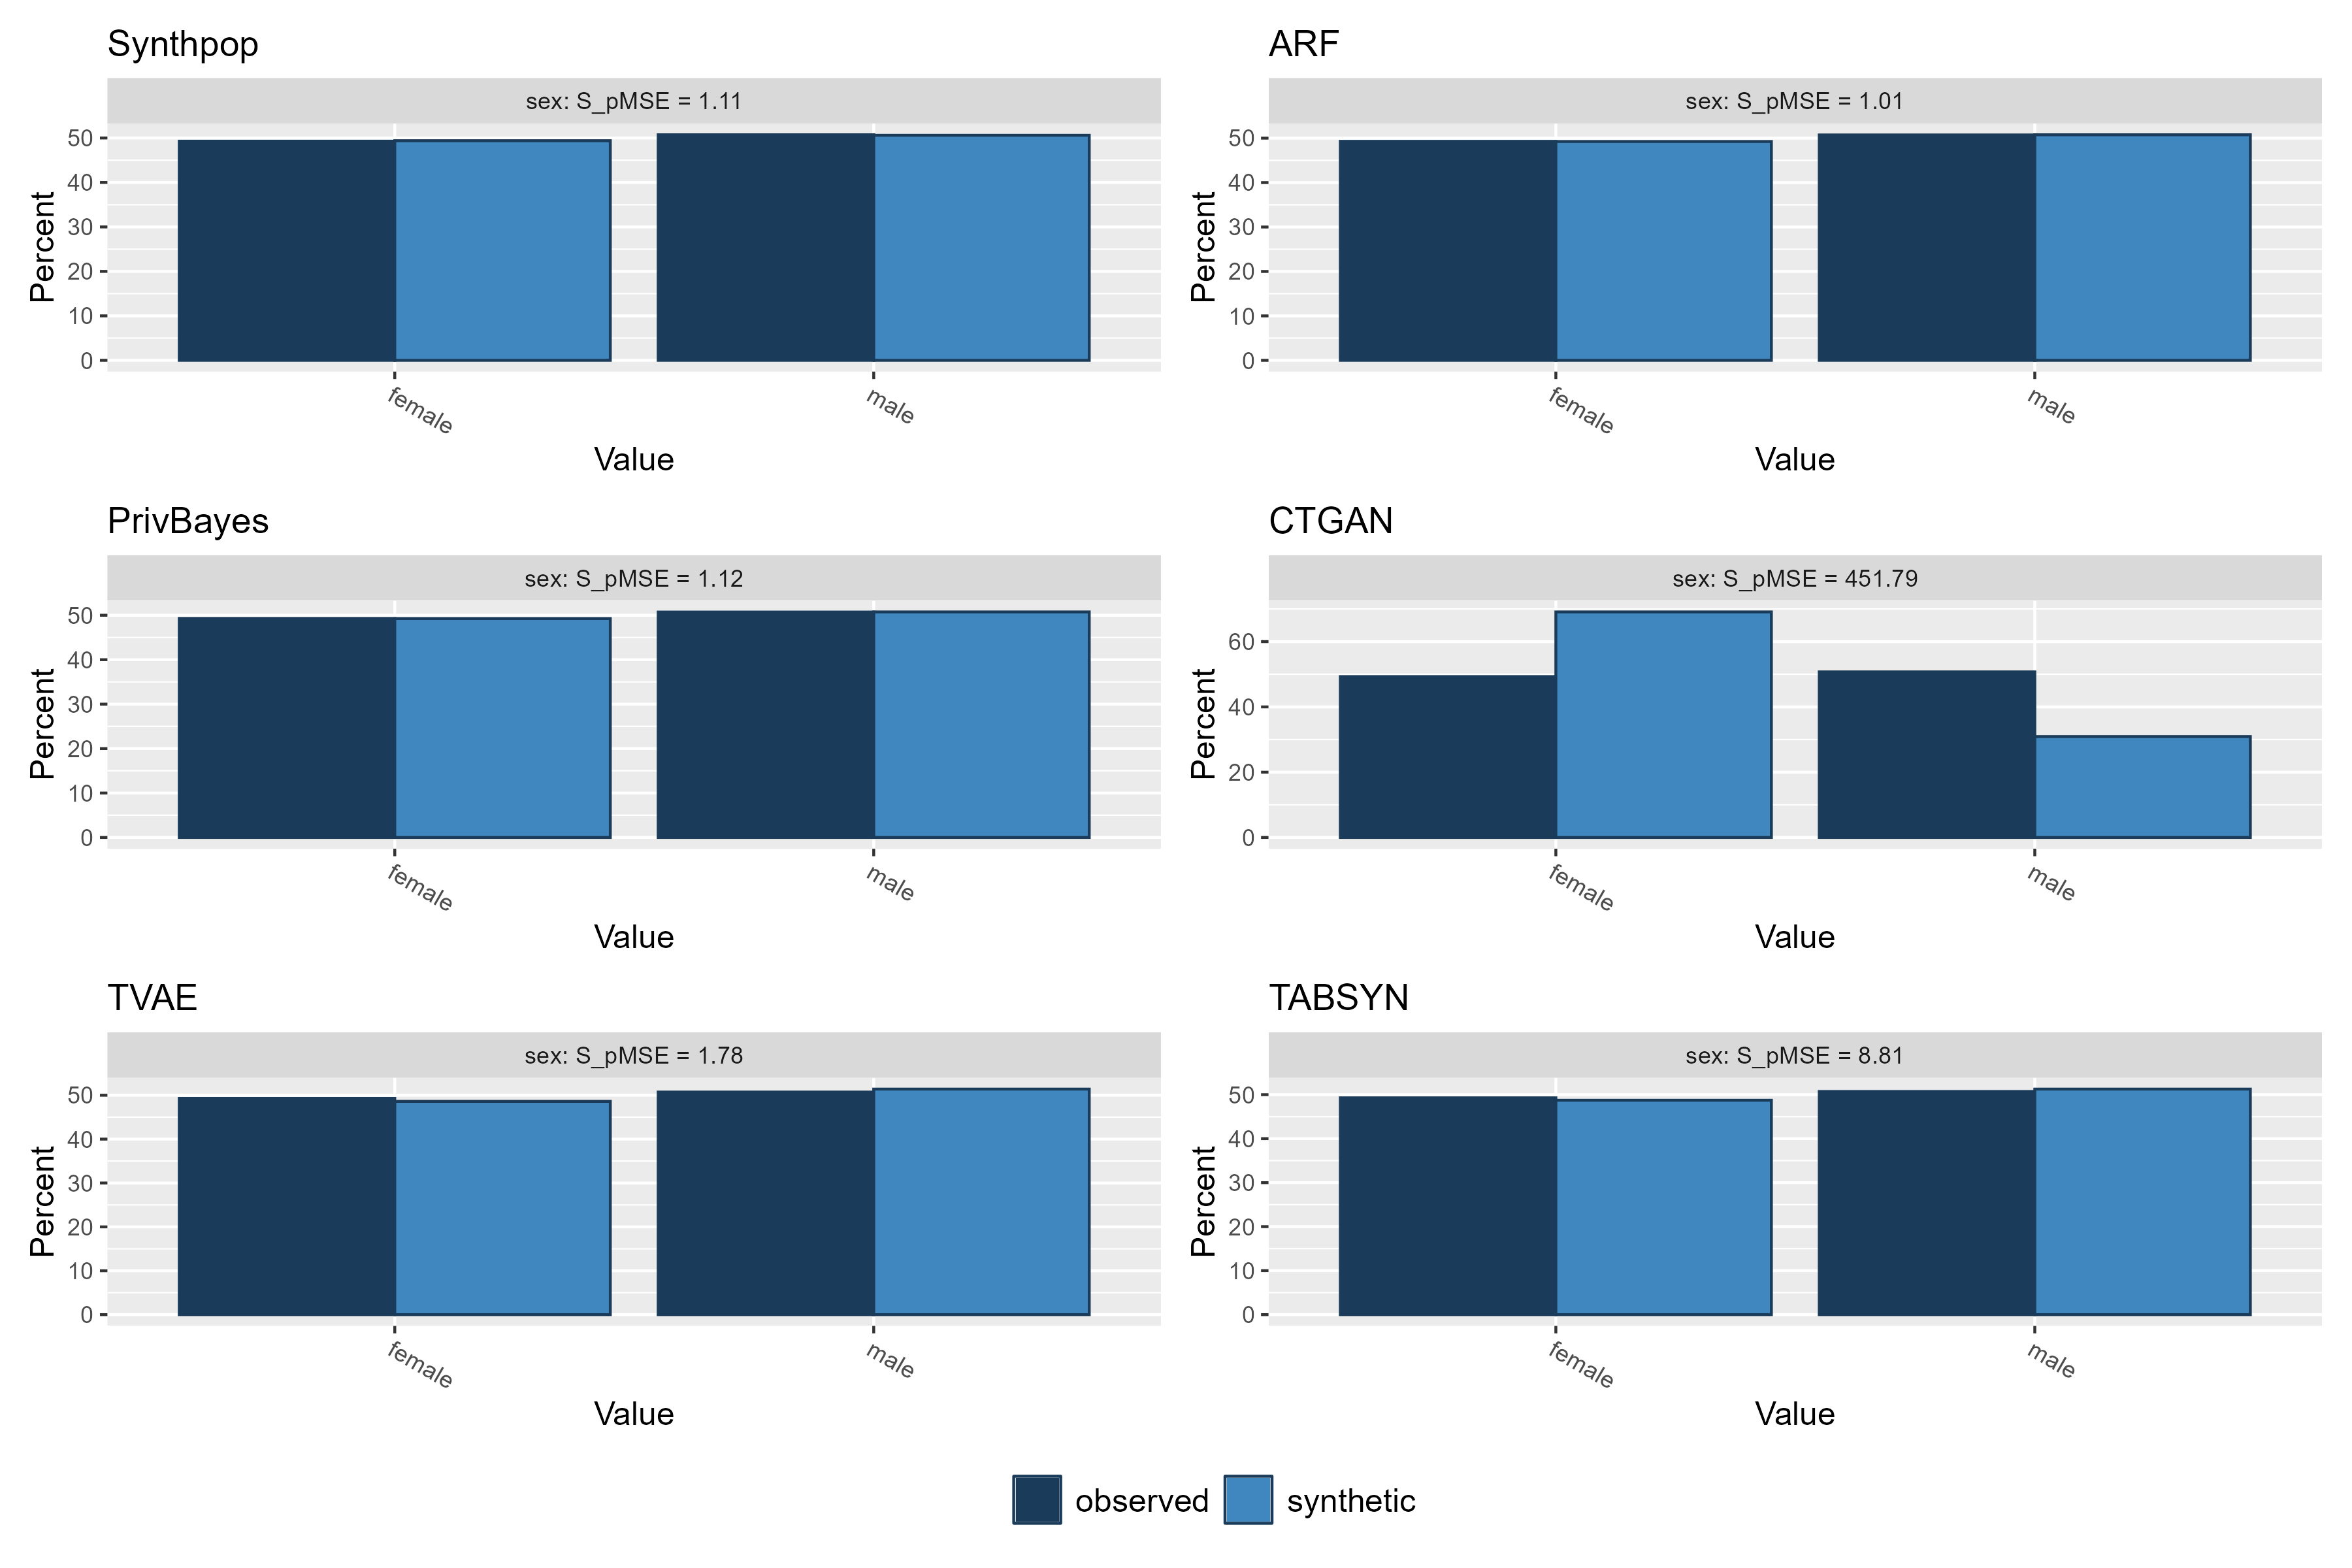 Synthpop
sex: S_pMSE = 1.11
Percent
50
40
30
20
10
0
female
male
Value
ARF
sex: S_pMSE = 1.01
Percent
50
40
30
20
10
0
female
male
Value
PrivBayes
sex: S_pMSE = 1.12
Percent
50
40
30
20
10
0
female
male
Value
CTGAN
sex: S_pMSE = 451.79
Percent
60
40
20
0
female
male
Value
TVAE
sex: S_pMSE = 1.78
Percent
50
40
30
20
10
0
female
male
Value
TABSYN
sex: S_pMSE = 8.81
Percent
50
40
30
20
10
0
female
male
Value
observed
synthetic